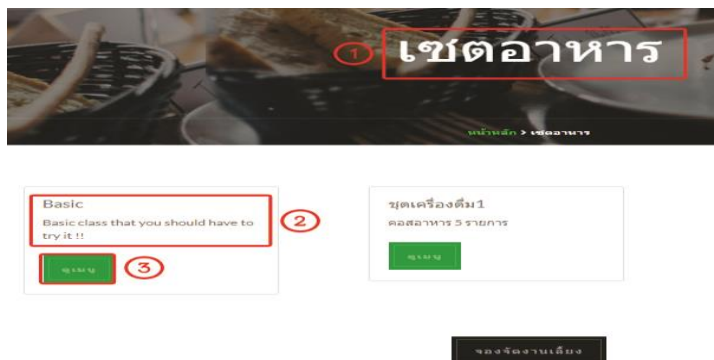 1 เซตอาหาร
หน้าหลัก > เซตอาหาร
Basic
Basic class that you should have to
try it !!
2
ดูเมนู 3
ชุดเครื่องดื่ม1
คอสอาหาร 5 รายการ
ดูเมนู
จองจัดงานเลี้ยง